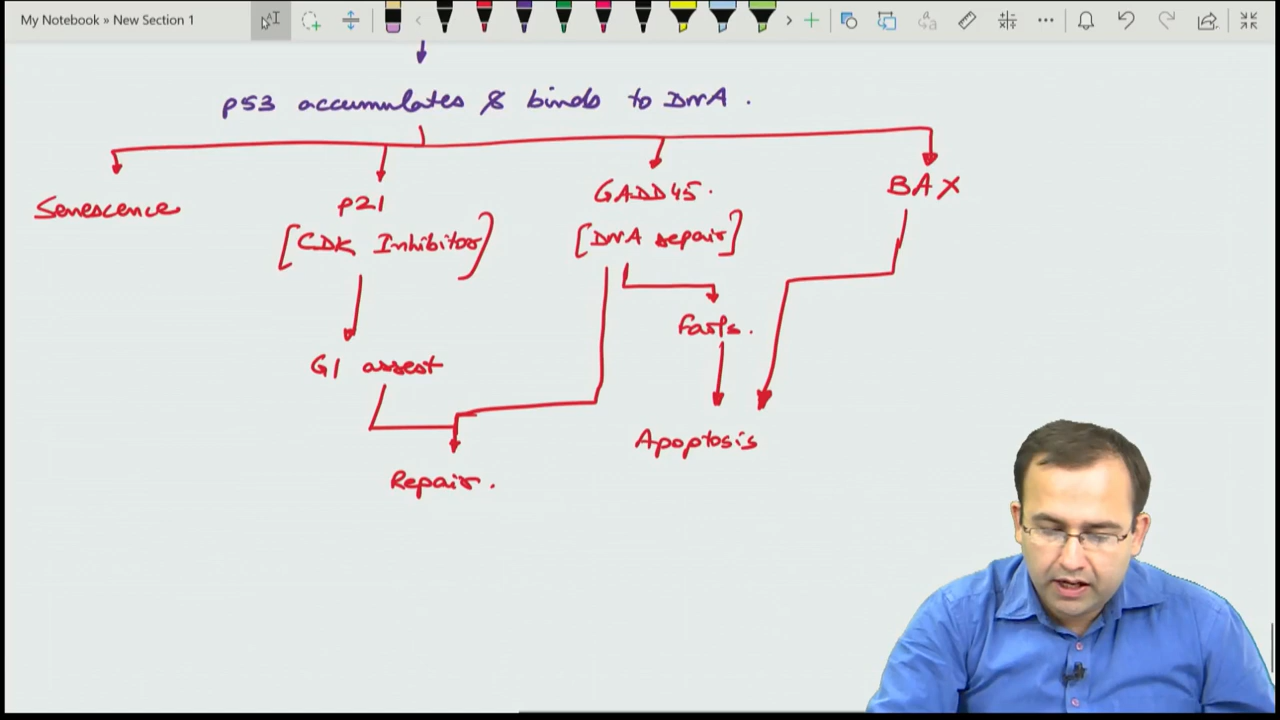 My Notebook » New Section 1
p53 accumulates & binds to DNA.
Senescence
p21
[CDK Inhibitor]
GADD45.
[DNA repair]
BAX
Fails.
G1 arrest
Apoptosis
Repair.